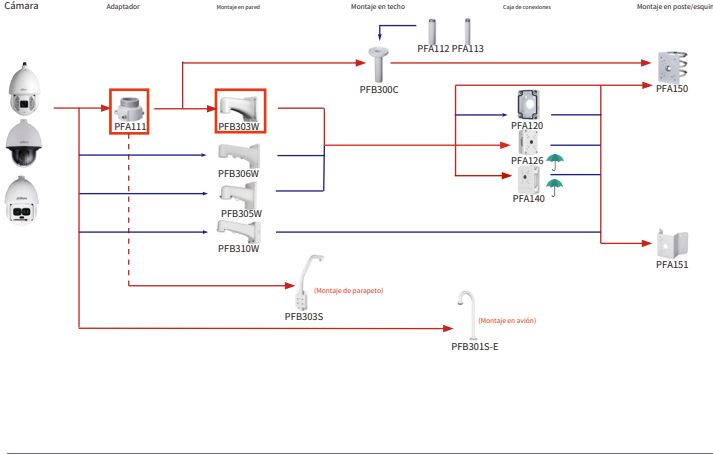 Cámara
Adaptador
Montaje en pared
Montaje en techo
Caja de conexiones
Montaje en poste/esquin
PFA112 PFA113
PFB300C
PFA150
PFA111
PFB303W
PFA120
PFB306W
PFA126
PFB305W
PFA140
PFB310W
PFA151
(Montaje de parapeto)
PFB303S
(Montaje en avión)
PFB301S-E